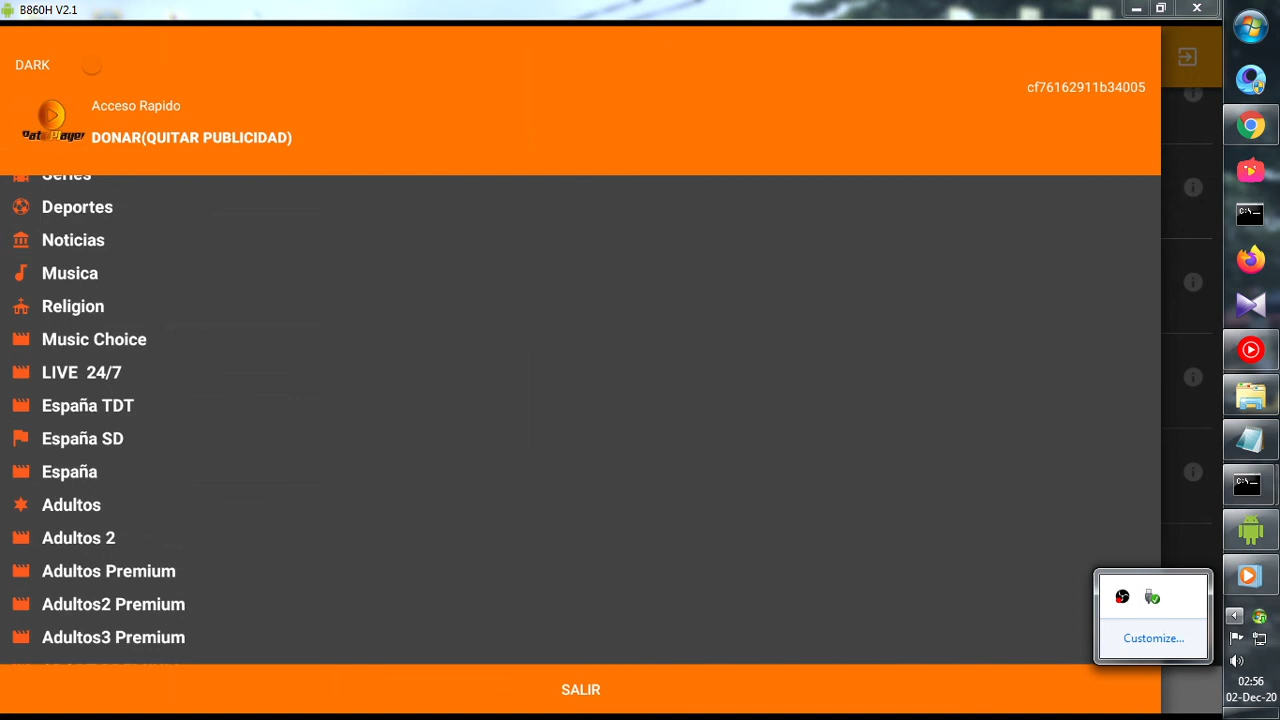 B860H V2.1
DARK
cf76162911b34005
Acceso Rapido
DONAR(QUITAR PUBLICIDAD)
Series
Deportes
Noticias
Musica
Religion
Music Choice
LIVE 24/7
España TDT
España SD
España
Adultos
Adultos 2
Adultos Premium
Adultos2 Premium
Adultos3 Premium
SALIR
Customize...
02:56
02-Dec-20